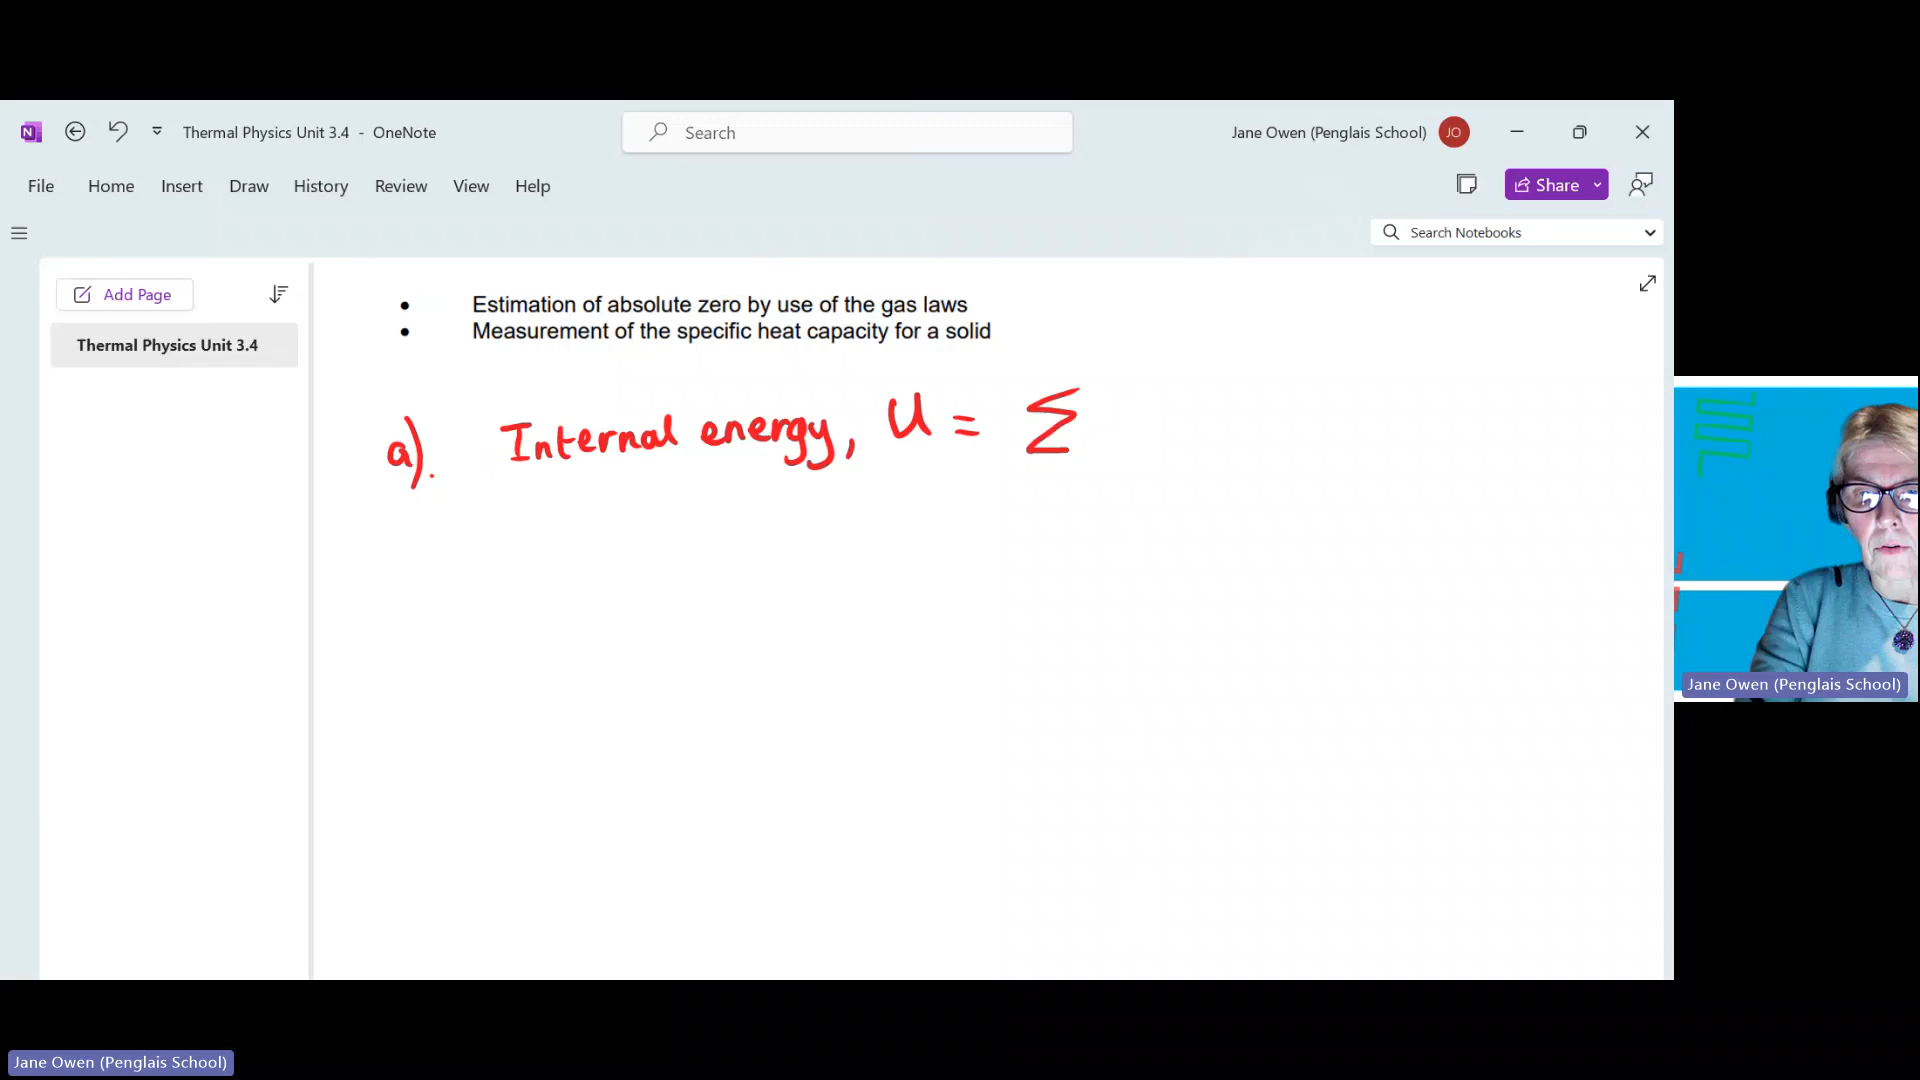 Thermal Physics Unit 3.4 - OneNote
Search
Jane Owen (Penglais School) JO
File Home Insert Draw History Review View Help
Share
Search Notebooks
Add Page
Thermal Physics Unit 3.4
• Estimation of absolute zero by use of the gas laws
• Measurement of the specific heat capacity for a solid
a). Internal energy, U = Σ
Jane Owen (Penglais School)
Jane Owen (Penglais School)